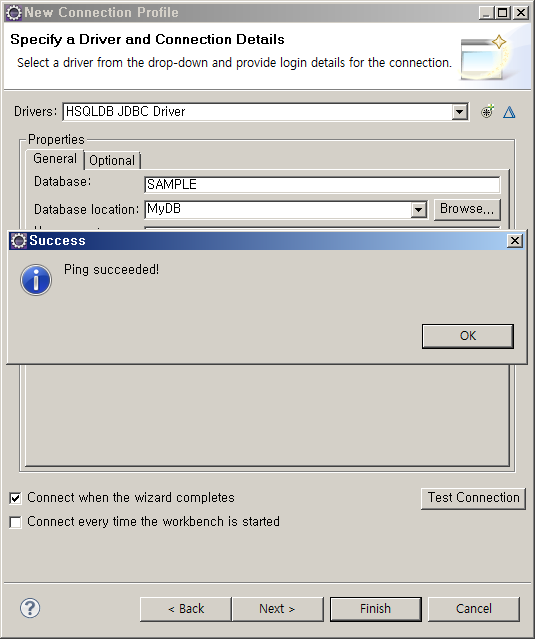 New Connection Profile
Specify a Driver and Connection Details
Select a driver from the drop-down and provide login details for the connection.
Drivers: HSQLDB JDBC Driver
Properties
General Optional
Database: SAMPLE
Database location: MyDB Browse...
Success
Ping succeeded!
OK
Connect when the wizard completes Test Connection
Connect every time the workbench is started
< Back Next > Finish Cancel